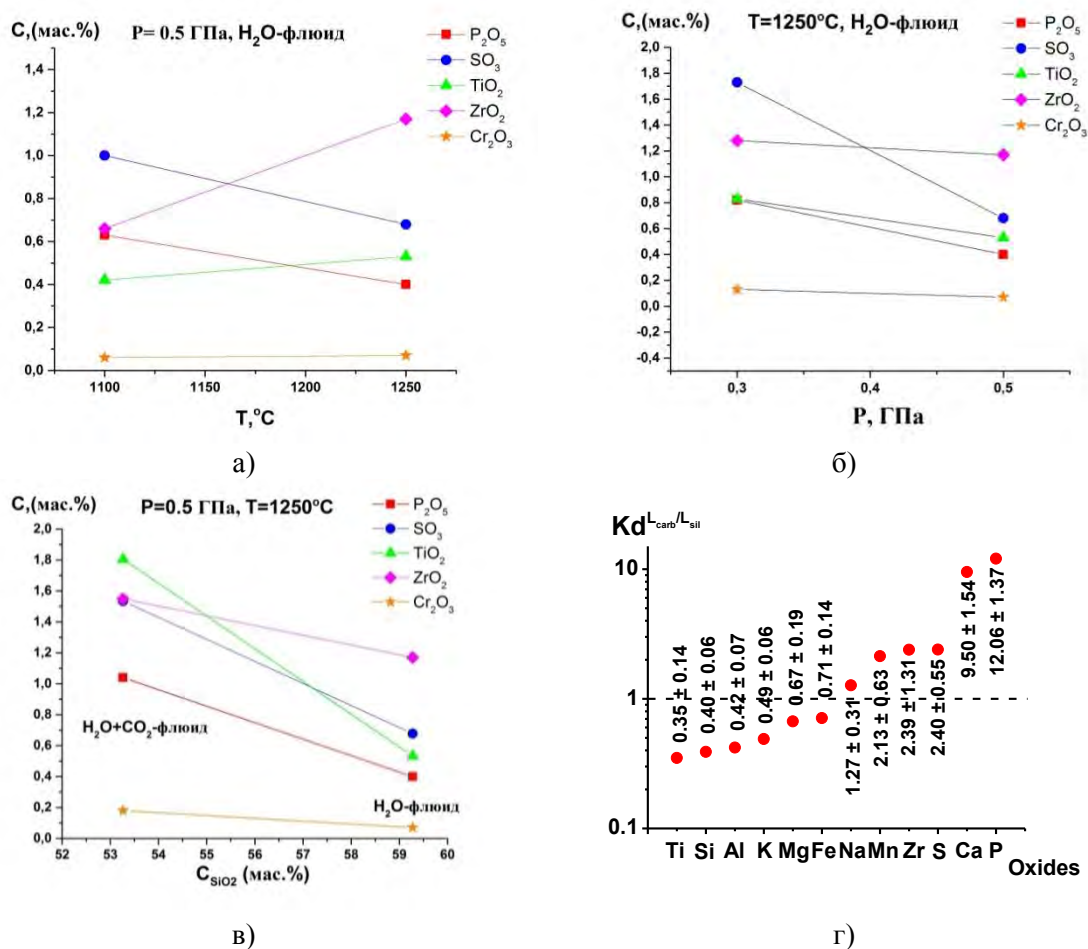 C,(мас.%)
P= 0.5 ГПа, H₂O-флюид
P₂O₅
SO₃
TiO₂
ZrO₂
Cr₂O₃
1,4
1,2
1,0
0,8
0,6
0,4
0,2
0,0
1100 1150 1200 1250
T,°C
а)
C,(мас.%)
T=1250°C, H₂O-флюид
P₂O₅
SO₃
TiO₂
ZrO₂
Cr₂O₃
2,0
1,8
1,6
1,4
1,2
1,0
0,8
0,6
0,4
0,2
0,0
-0,2
-0,4
0,3 0,4 0,5
P, ГПа
б)
C,(мас.%)
P=0.5 ГПа, T=1250°C
P₂O₅
SO₃
TiO₂
ZrO₂
Cr₂O₃
2,0
1,8
1,6
1,4
1,2
1,0
0,8
0,6
0,4
0,2
0,0
H₂O+CO₂-флюид
H₂O-флюид
52 53 54 55 56 57 58 59 60
C_SiO2 (мас.%)
в)
Kd^L_carb/L_sil
10
1
0.1
0.35 ± 0.14
0.40 ± 0.06
0.42 ± 0.07
0.49 ± 0.06
0.67 ± 0.19
0.71 ± 0.14
1.27 ± 0.31
2.13 ± 0.63
2.39 ± 1.31
2.40 ± 0.55
9.50 ± 1.54
12.06 ± 1.37
Ti Si Al K Mg Fe Na Mn Zr S Ca P
Oxides
г)